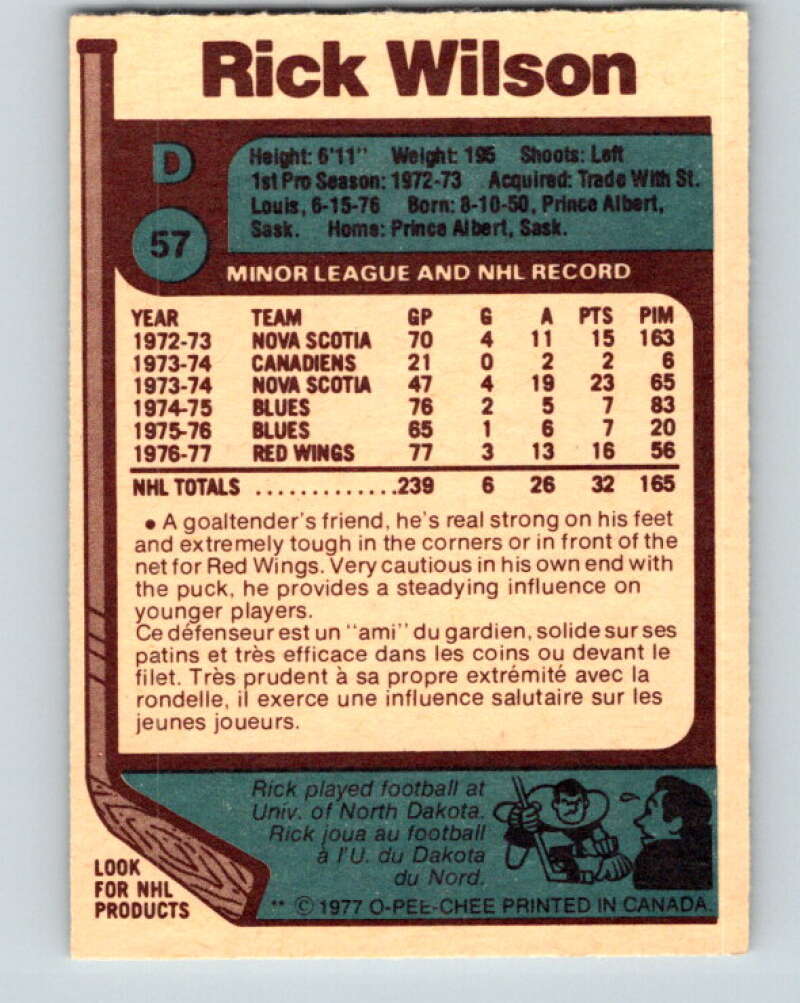 Rick Wilson
D
57
Height: 6'11" Weight: 195 Shoots: Left
1st Pro Season: 1972-73 Acquired: Trade With St.
Louis, 6-15-76 Born: 8-10-50, Prince Albert,
Sask. Home: Prince Albert, Sask.
MINOR LEAGUE AND NHL RECORD
YEAR TEAM GP G A PTS PIM
1972-73 NOVA SCOTIA 70 4 11 15 163
1973-74 CANADIENS 21 0 2 2 6
1973-74 NOVA SCOTIA 47 4 19 23 65
1974-75 BLUES 76 2 5 7 83
1975-76 BLUES 65 1 6 7 20
1976-77 RED WINGS 77 3 13 16 56
NHL TOTALS .............239 6 26 32 165
• A goaltender's friend, he's real strong on his feet
and extremely tough in the corners or in front of the
net for Red Wings. Very cautious in his own end with
the puck, he provides a steadying influence on
younger players.
Ce défenseur est un "ami" du gardien, solide sur ses
patins et très efficace dans les coins ou devant le
filet. Très prudent à sa propre extrémité avec la
rondelle, il exerce une influence salutaire sur les
jeunes joueurs.
Rick played football at
Univ. of North Dakota.
Rick joua au football
à l'U. du Dakota
du Nord.
LOOK
FOR NHL
PRODUCTS
** © 1977 O-PEE-CHEE PRINTED IN CANADA.